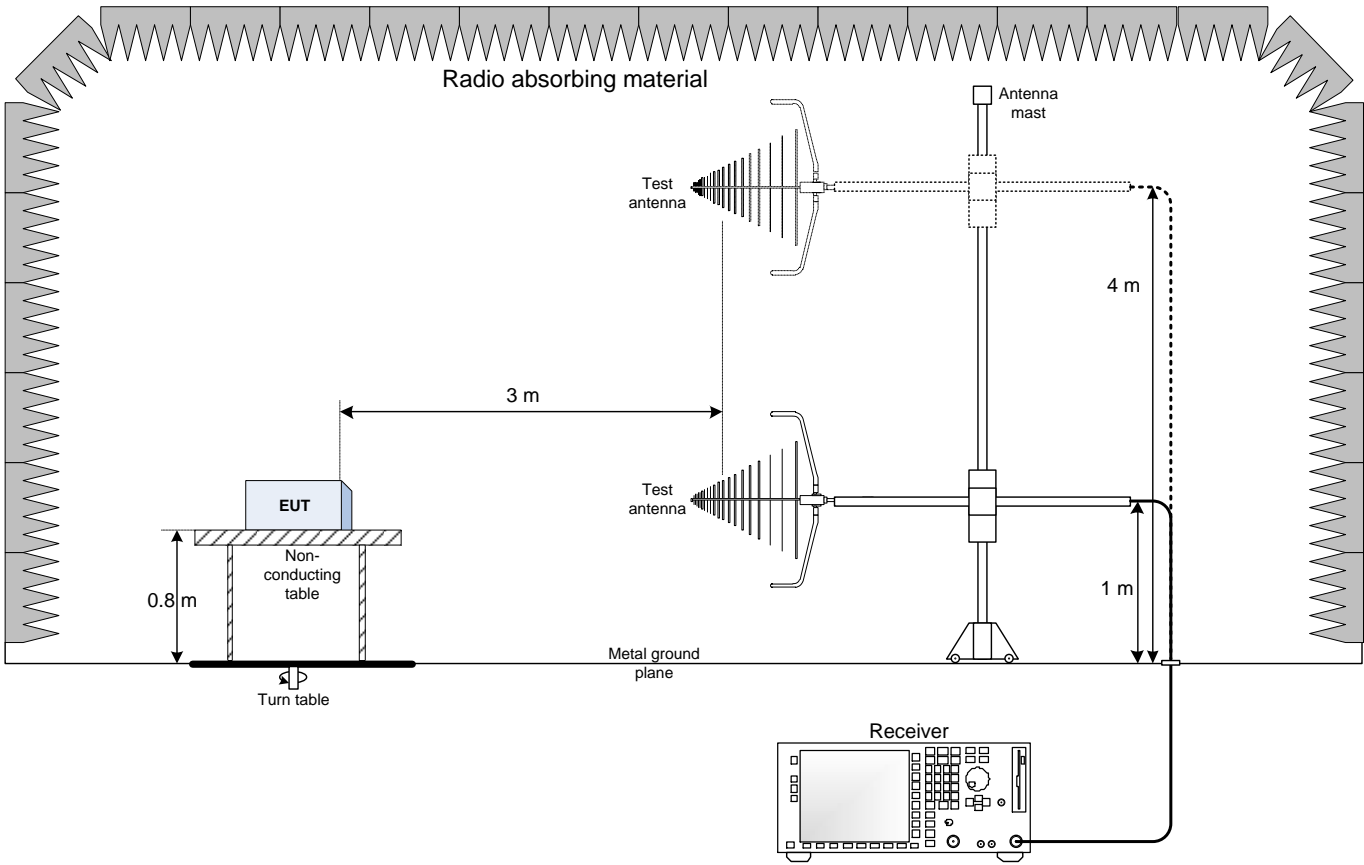 Radio absorbing material
Antenna
mast
Test
antenna
4 m
3 m
Test
antenna
EUT
Non-
conducting
table
0.8 m
1 m
Metal ground
plane
Turn table
Receiver